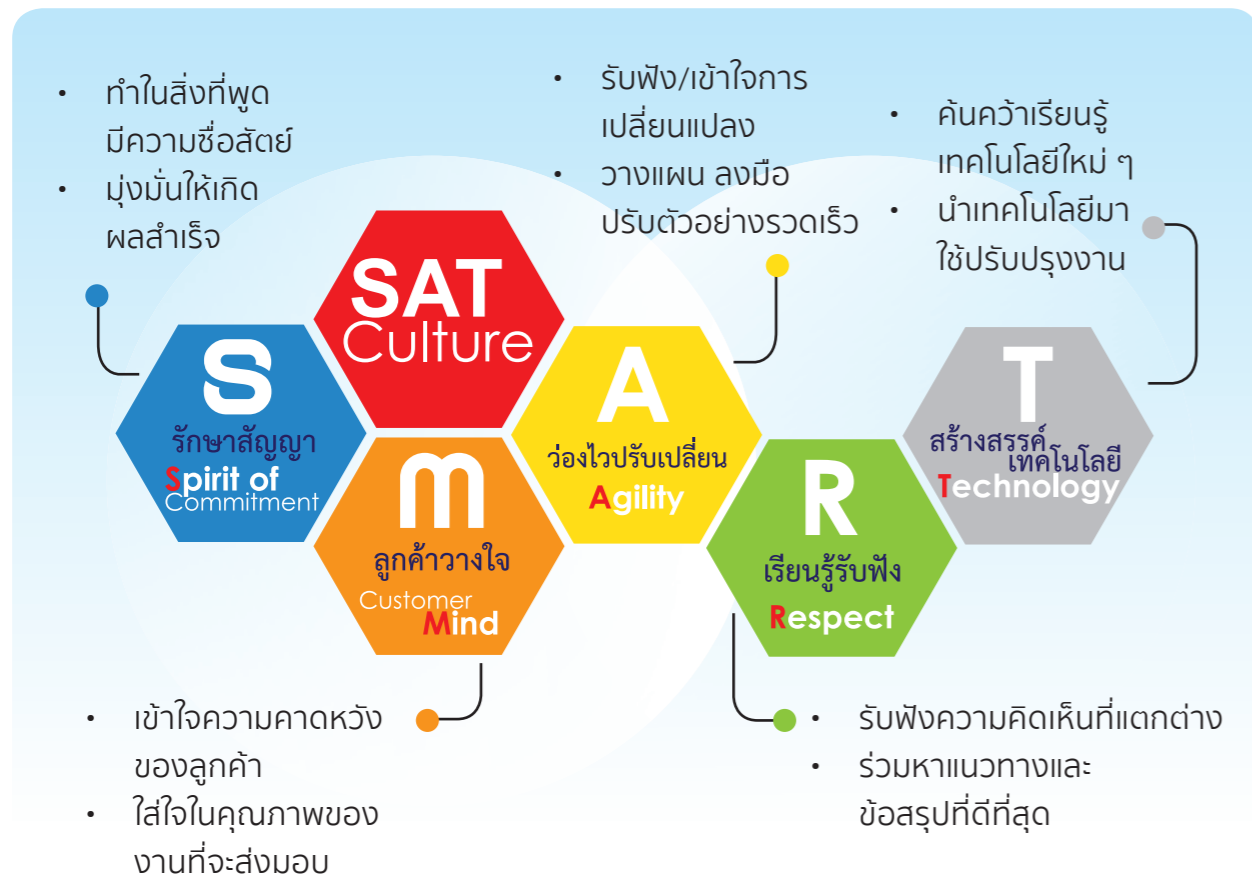 • ทำในสิ่งที่พูด
มีความซื่อสัตย์
• มุ่งมั่นให้เกิด
ผลสำเร็จ
• รับฟัง/เข้าใจการ
เปลี่ยนแปลง
• วางแผน ลงมือ
ปรับตัวอย่างรวดเร็ว
• ค้นคว้าเรียนรู้
เทคโนโลยีใหม่ ๆ
• นำเทคโนโลยีมา
ใช้ปรับปรุงงาน
SAT
Culture
S
รักษาสัญญา
Spirit of
Commitment
m
ลูกค้าวางใจ
Customer
Mind
A
ว่องไวปรับเปลี่ยน
Agility
R
เรียนรู้รับฟัง
Respect
T
สร้างสรรค์
เทคโนโลยี
Technology
• เข้าใจความคาดหวัง
ของลูกค้า
• ใส่ใจในคุณภาพของ
งานที่จะส่งมอบ
• รับฟังความคิดเห็นที่แตกต่าง
• ร่วมหาแนวทางและ
ข้อสรุปที่ดีที่สุด